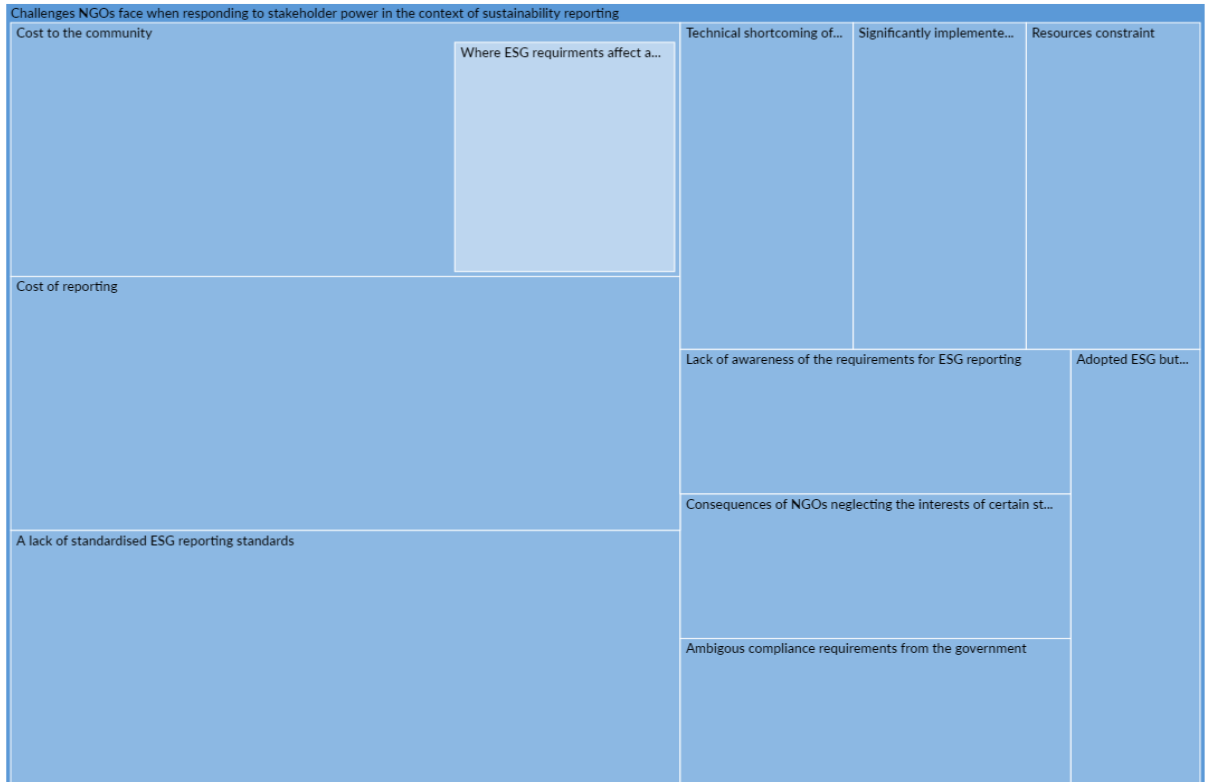 Challenges NGOs face when responding to stakeholder power in the context of sustainability reporting
Cost to the community
Where ESG requirments affect a...
Technical shortcoming of...
Significantly implemente...
Resources constraint
Cost of reporting
Lack of awareness of the requirements for ESG reporting
Adopted ESG but...
Consequences of NGOs neglecting the interests of certain st...
A lack of standardised ESG reporting standards
Ambigous compliance requirements from the government